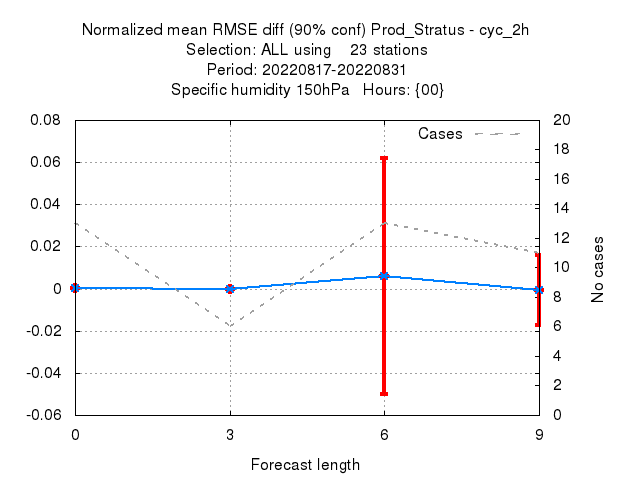 Normalized mean RMSE diff (90% conf) Prod_Stratus - cyc_2h
Selection: ALL using    23 stations
Period: 20220817-20220831
Specific humidity 150hPa   Hours: {00}
0.08
0.06
0.04
0.02
0
-0.02
-0.04
-0.06
Cases
20
18
16
14
12
10
8
6
4
2
0
No cases
0 3 6 9
Forecast length